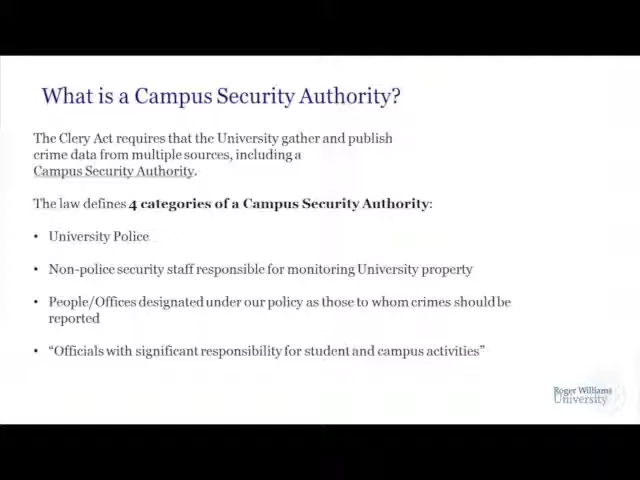 What is a Campus Security Authority?
The Clery Act requires that the University gather and publish
crime data from multiple sources, including a
Campus Security Authority.
The law defines 4 categories of a Campus Security Authority:
• University Police
• Non-police security staff responsible for monitoring University property
• People/Offices designated under our policy as those to whom crimes should be
reported
• “Officials with significant responsibility for student and campus activities”
Roger Williams
University